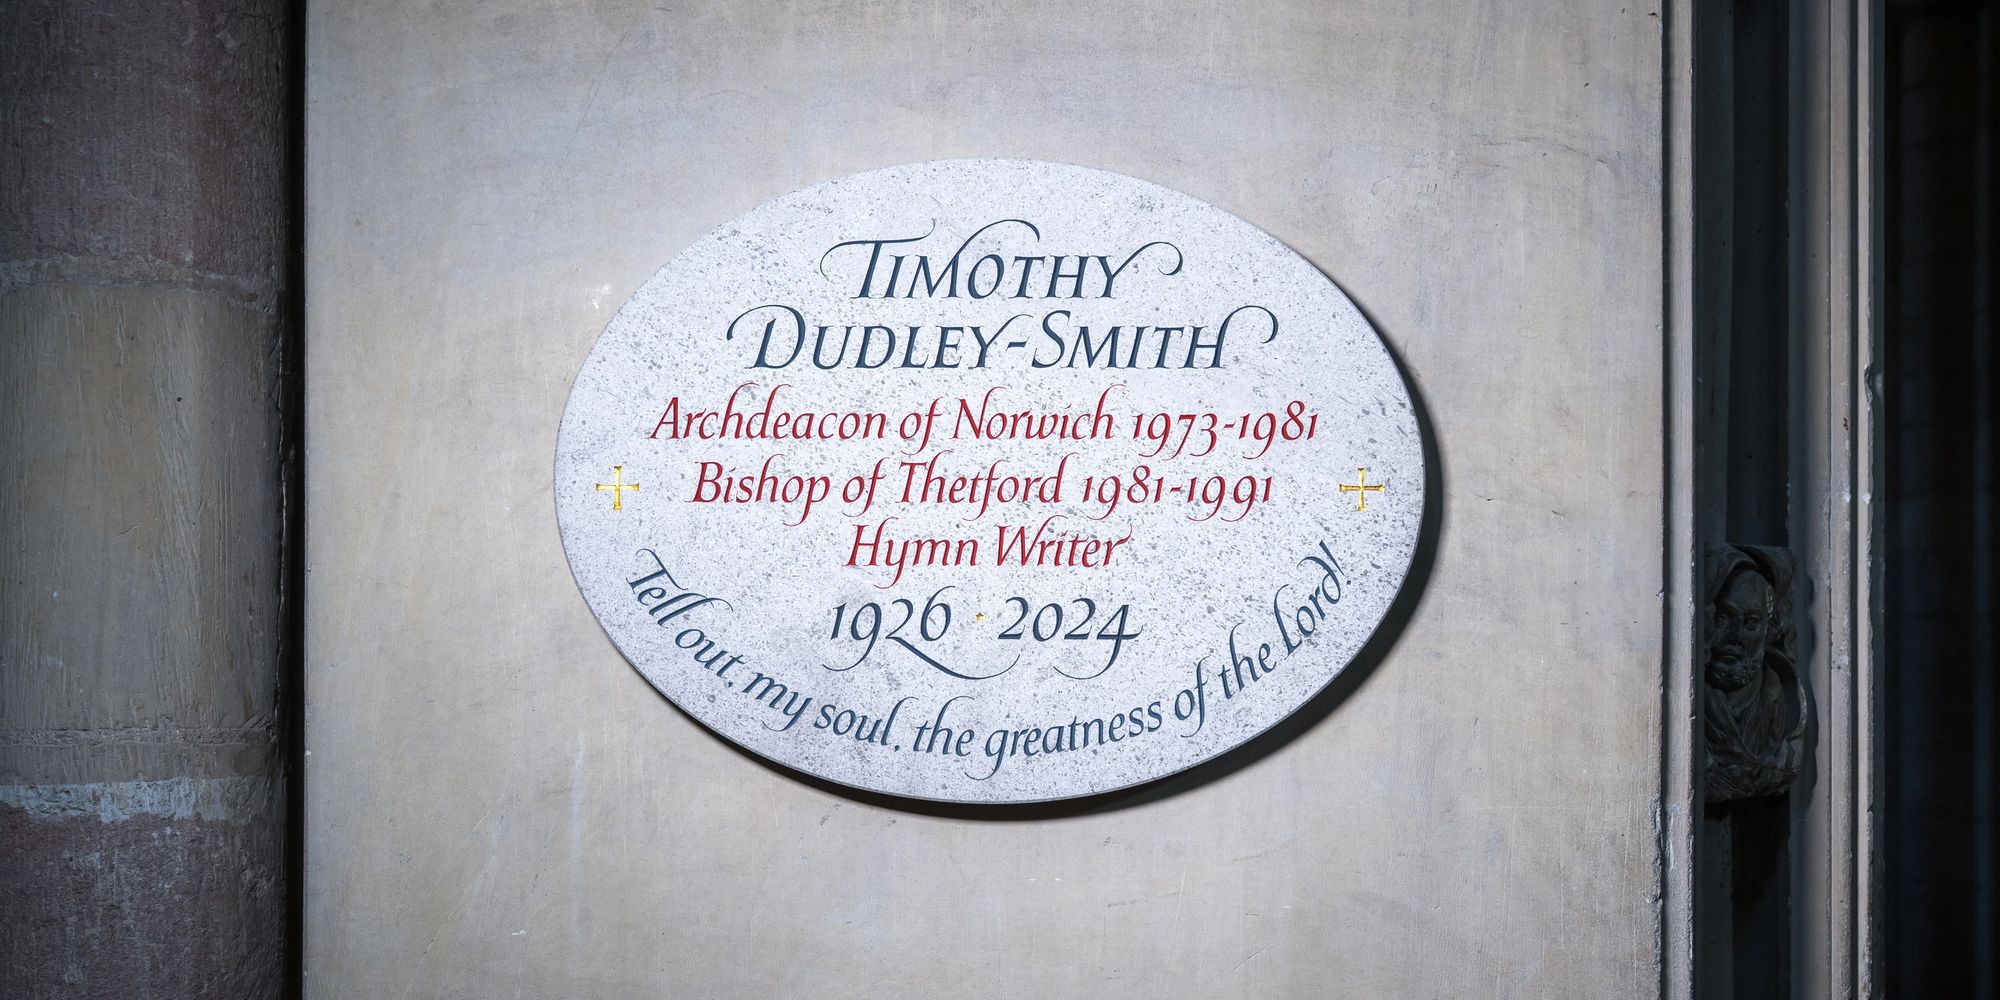 TIMOTHY
DUDLEY-SMITH
Archdeacon of Norwich 1973-1981
Bishop of Thetford 1981-1991
Hymn Writer
1926 · 2024
Tell out, my soul, the greatness of the Lord!